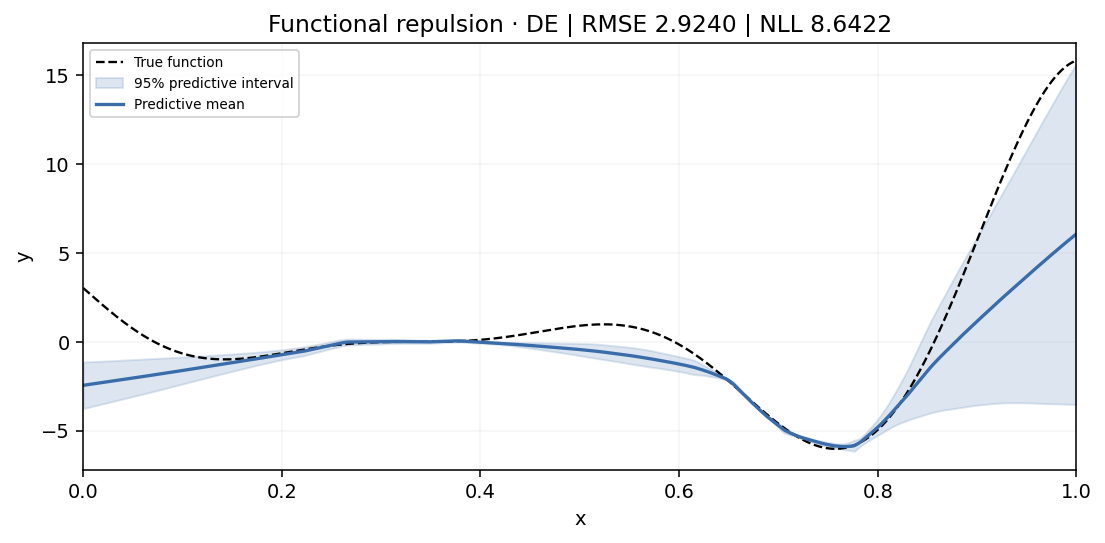 Functional repulsion · DE | RMSE 2.9240 | NLL 8.6422
True function
95% predictive interval
Predictive mean
15
10
5
0
−5
y
0.0 0.2 0.4 0.6 0.8 1.0
x